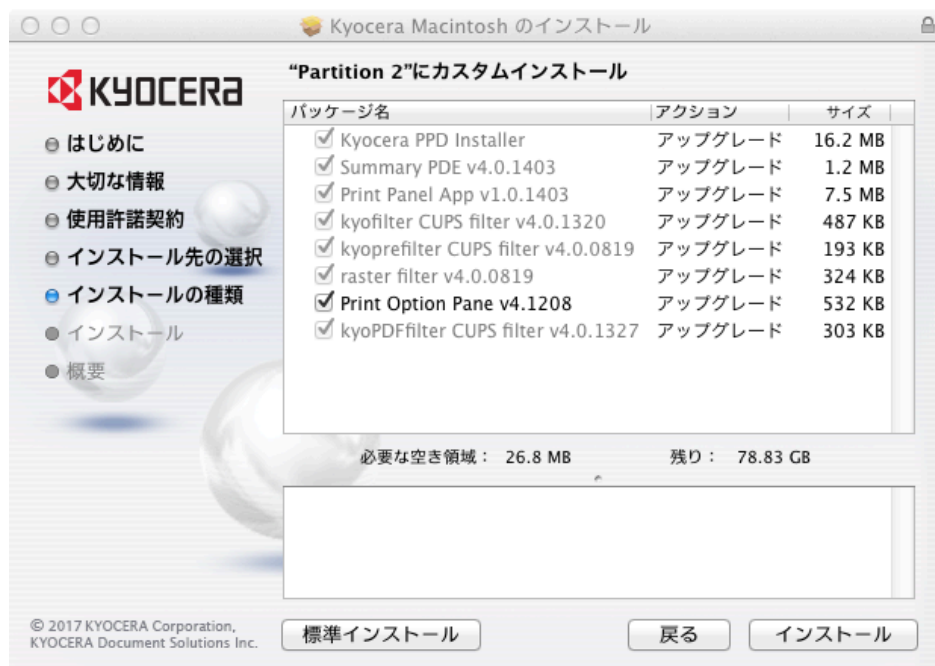 Kyocera Macintosh のインストール
KYOCERA
“Partition 2”にカスタムインストール
はじめに
大切な情報
使用許諾契約
インストール先の選択
インストールの種類
インストール
概要
パッケージ名 アクション サイズ
Kyocera PPD Installer アップグレード 16.2 MB
Summary PDE v4.0.1403 アップグレード 1.2 MB
Print Panel App v1.0.1403 アップグレード 7.5 MB
kyofilter CUPS filter v4.0.1320 アップグレード 487 KB
kyoprefilter CUPS filter v4.0.0819 アップグレード 193 KB
raster filter v4.0.0819 アップグレード 324 KB
Print Option Pane v4.1208 アップグレード 532 KB
kyoPDFfilter CUPS filter v4.0.1327 アップグレード 303 KB
必要な空き領域： 26.8 MB 残り： 78.83 GB
© 2017 KYOCERA Corporation,
KYOCERA Document Solutions Inc.
標準インストール 戻る インストール